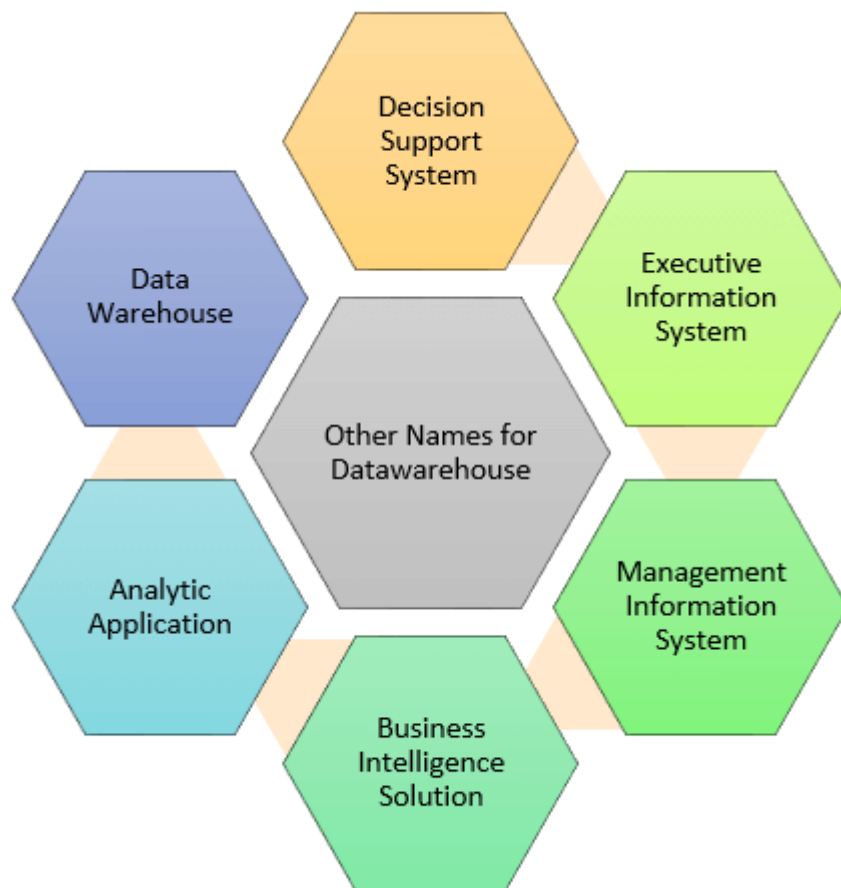 Decision
Support
System
Executive
Information
System
Management
Information
System
Business
Intelligence
Solution
Analytic
Application
Data
Warehouse
Other Names for
Datawarehouse